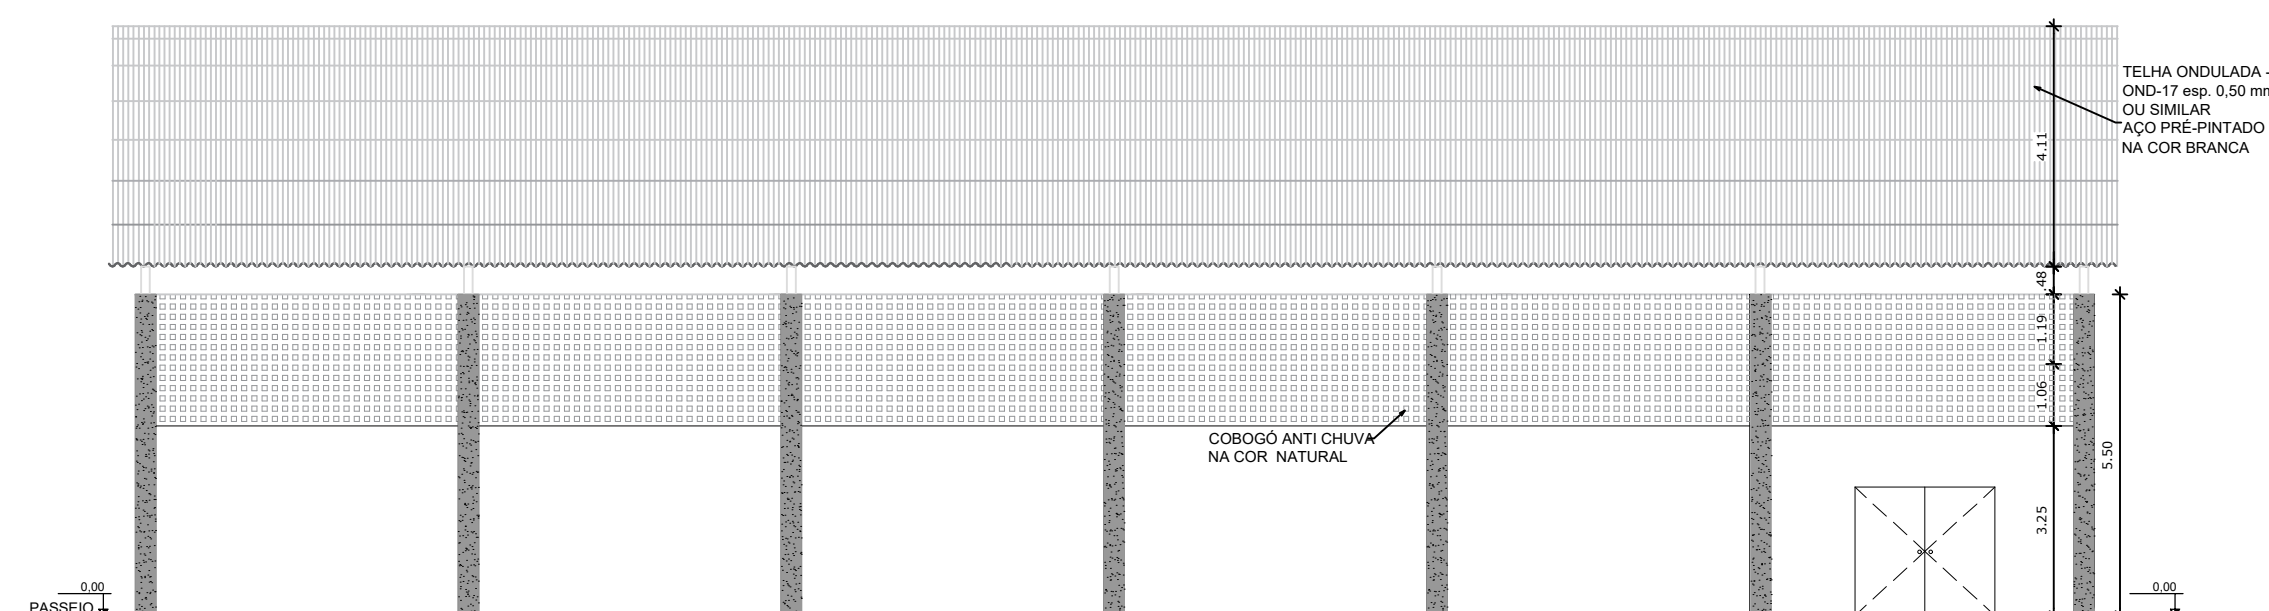 TELHA ONDULADA -
OND-17 esp. 0,50 mm
OU SIMILAR
AÇO PRÉ-PINTADO
NA COR BRANCA
4.11
.48
1.19
1.06
COBOGÓ ANTI CHUVA
NA COR NATURAL
5.50
3.25
0,00
PASSEIO
0,00